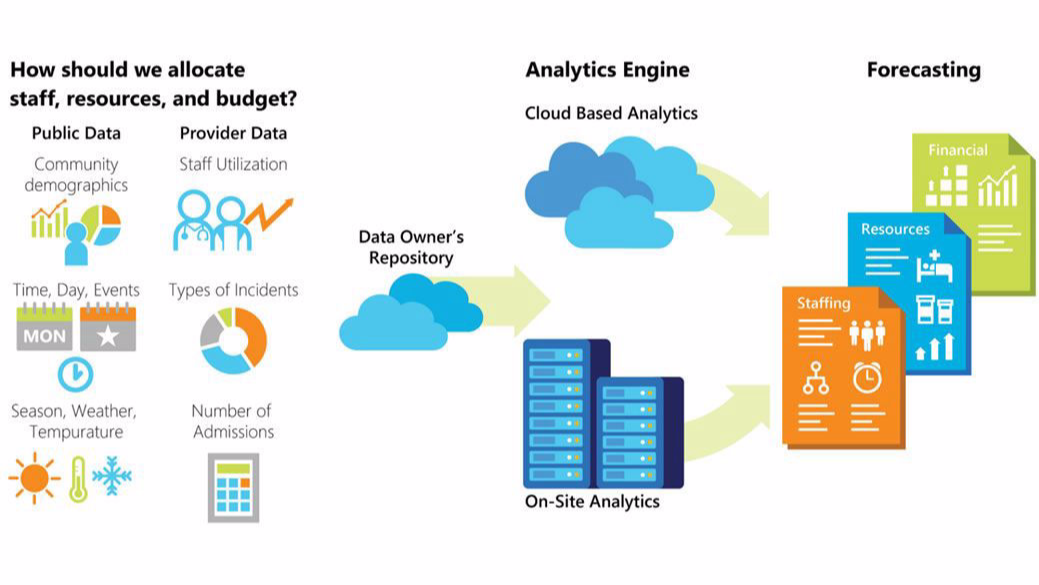 How should we allocate
staff, resources, and budget?
Public Data
Provider Data
Community
demographics
Staff Utilization
Time, Day, Events
MON
Types of Incidents
Season, Weather,
Tempurature
Number of
Admissions
Data Owner's
Repository
Analytics Engine
Cloud Based Analytics
On-Site Analytics
Forecasting
Financial
Resources
Staffing